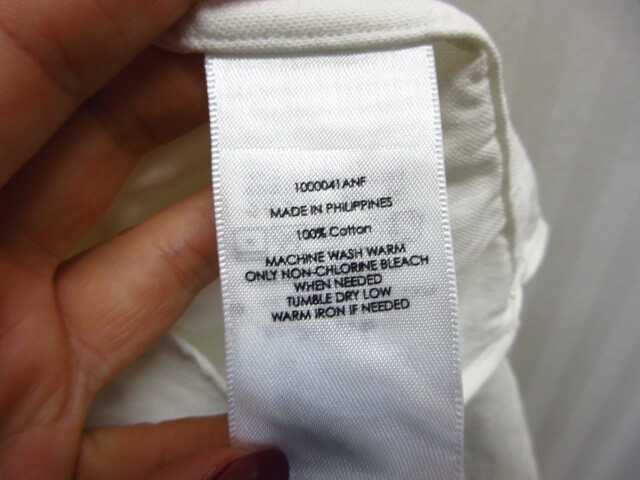 1000041ANF
MADE IN PHILIPPINES
100% Cotton
MACHINE WASH WARM
ONLY NON-CHLORINE BLEACH
WHEN NEEDED
TUMBLE DRY LOW
WARM IRON IF NEEDED